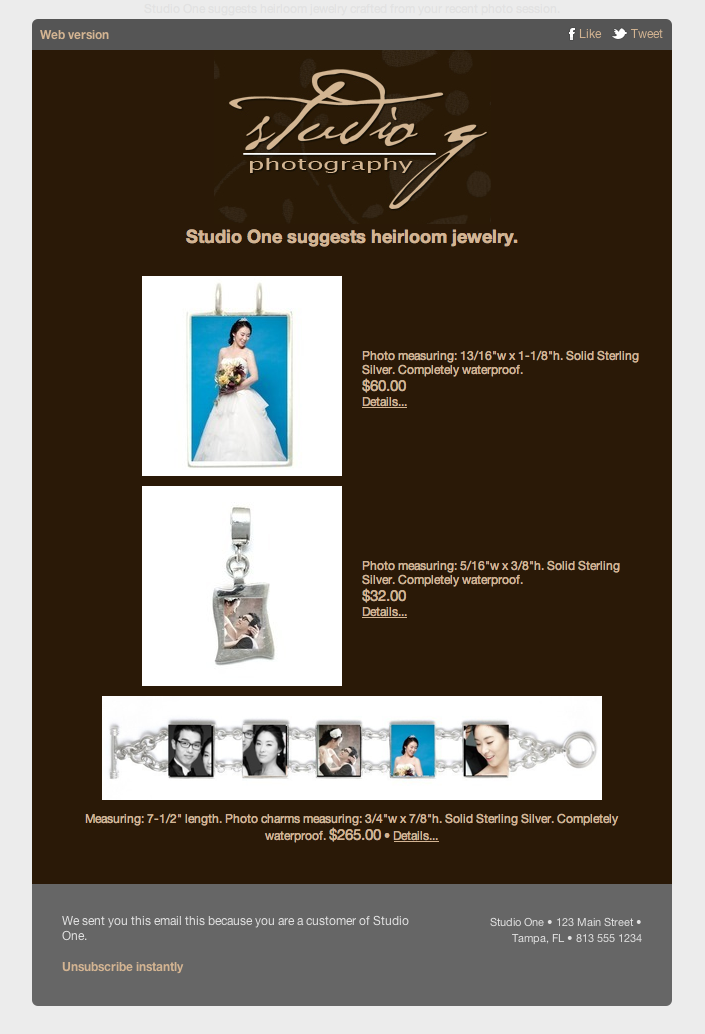 Studio One suggests heirloom jewelry crafted from your recent photo session.
Web version
Like
Tweet
studio g
photography
Studio One suggests heirloom jewelry.
Photo measuring: 13/16"w x 1-1/8"h. Solid Sterling
Silver. Completely waterproof.
$60.00
Details...
Photo measuring: 5/16"w x 3/8"h. Solid Sterling
Silver. Completely waterproof.
$32.00
Details...
Measuring: 7-1/2" length. Photo charms measuring: 3/4"w x 7/8"h. Solid Sterling Silver. Completely
waterproof. $265.00 • Details...
We sent you this email this because you are a customer of Studio
One.
Unsubscribe instantly
Studio One • 123 Main Street •
Tampa, FL • 813 555 1234